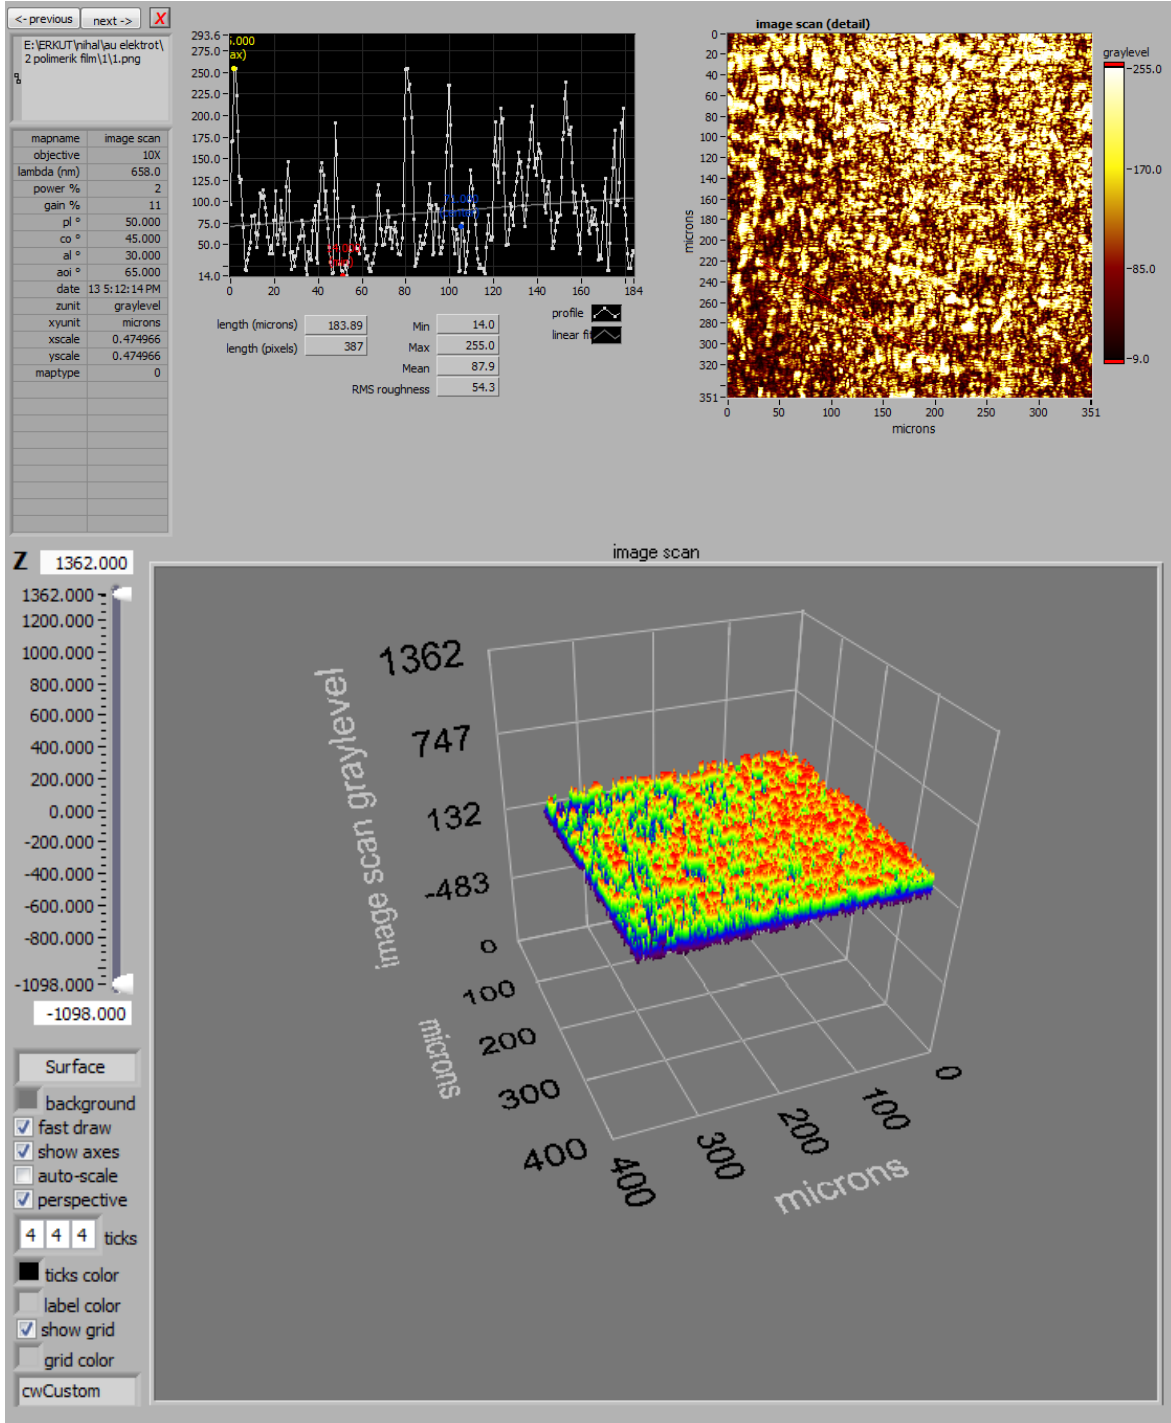 <- previous
next ->
X
E:\ERKUT\nihal\au elektrot\
2 polimerik film\1\1.png
mapname image scan
objective 10X
lambda (nm) 658.0
power % 2
gain % 11
pl ° 50.000
co ° 45.000
al ° 30.000
aoi ° 65.000
date 13 5:12:14 PM
zunit graylevel
xyunit microns
xscale 0.474966
yscale 0.474966
maptype 0
293.6
275.0
250.0
225.0
200.0
175.0
150.0
125.0
100.0
75.0
50.0
14.0
0 20 40 60 80 100 120 140 160 184
length (microns) 183.89
length (pixels) 387
Min 14.0
Max 255.0
Mean 87.9
RMS roughness 54.3
profile
linear fi
image scan (detail)
0
20
40
60
80
100
120
140
160
180
200
220
240
260
280
300
320
351
microns
0 50 100 150 200 250 300 351
microns
graylevel
255.0
170.0
85.0
9.0
Z 1362.000
1362.000
1200.000
1000.000
800.000
600.000
400.000
200.000
0.000
-200.000
-400.000
-600.000
-800.000
-1098.000
-1098.000
Surface
background
fast draw
show axes
auto-scale
perspective
4 4 4 ticks
ticks color
label color
show grid
grid color
cwCustom
image scan
1362
747
132
-483
image scan graylevel
0
100
200
300
400
microns
400 300 200 100 0
microns